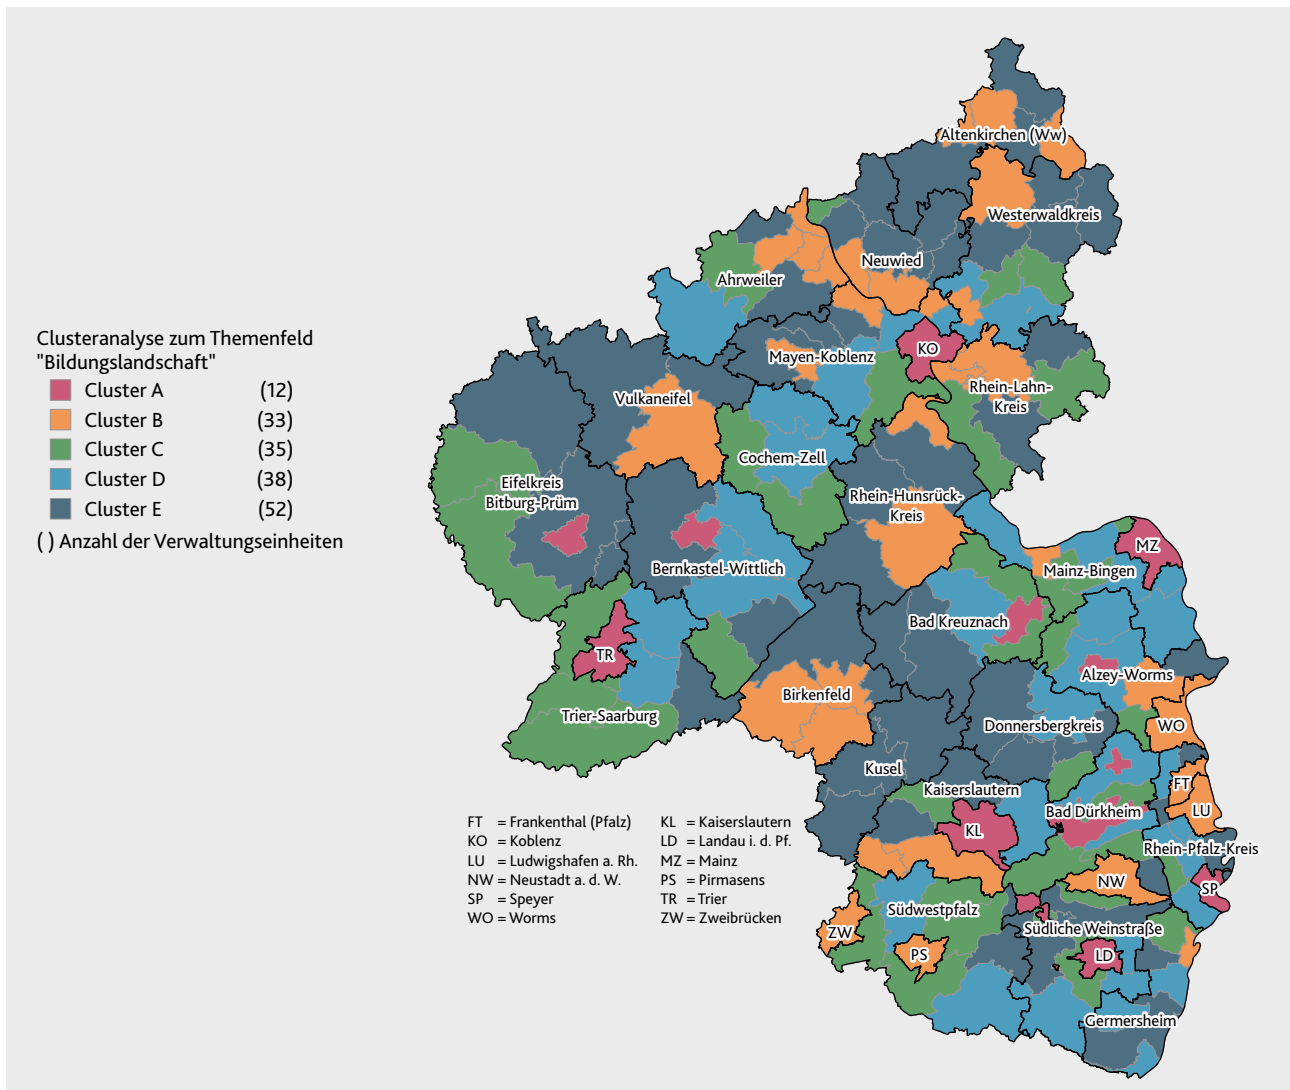 Clusteranalyse zum Themenfeld
"Bildungslandschaft"
Cluster A (12)
Cluster B (33)
Cluster C (35)
Cluster D (38)
Cluster E (52)
( ) Anzahl der Verwaltungseinheiten
Altenkirchen (Ww)
Westerwaldkreis
Neuwied
Ahrweiler
KO
Mayen-Koblenz
Rhein-Lahn-
Kreis
Vulkaneifel
Cochem-Zell
Eifelkreis
Bitburg-Prüm
Rhein-Hunsrück-
Kreis
MZ
Mainz-Bingen
Bernkastel-Wittlich
Bad Kreuznach
TR
Alzey-Worms
Birkenfeld
Trier-Saarburg
Donnersbergkreis
WO
Kusel
Kaiserslautern
FT
Bad Dürkheim
LU
KL
Rhein-Pfalz-Kreis
NW
SP
Südwestpfalz
Südliche Weinstraße
ZW
PS
LD
Germersheim
FT = Frankenthal (Pfalz)
KO = Koblenz
LU = Ludwigshafen a. Rh.
NW = Neustadt a. d. W.
SP = Speyer
WO = Worms
KL = Kaiserslautern
LD = Landau i. d. Pf.
MZ = Mainz
PS = Pirmasens
TR = Trier
ZW = Zweibrücken